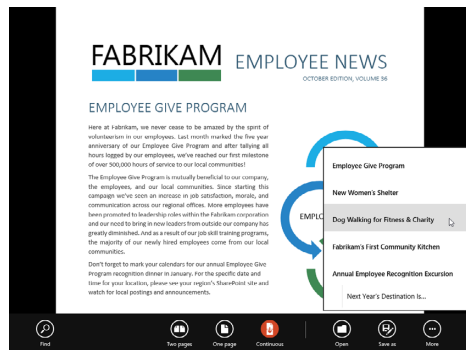 FABRIKAM EMPLOYEE NEWS
OCTOBER EDITION, VOLUME 36
EMPLOYEE GIVE PROGRAM
Here at Fabrikam, we never cease to be amazed by the spirit of
volunteerism in our employees. Last month marked the five year
anniversary of our Employee Give Program and after tallying all
hours logged by our employees, we've reached our first milestone
of over 500,000 hours of service to our local communities!
The Employee Give Program is mutually beneficial to our company,
the employees, and our local communities. Since starting this
campaign we've seen an increase in job satisfaction, morale, and
communication across our regional offices. More employees have
been promoted to leadership roles within the Fabrikam corporation
and our need to bring in new leaders from outside our company has
greatly diminished. And as a result of our job skill training programs,
the majority of our newly hired employees come from our local
communities.
Don't forget to mark your calendars for our annual Employee Give
Program recognition dinner in January. For the specific date and
time for your location, please see your region's SharePoint site and
watch for local postings and announcements.
EMPLO
Employee Give Program
New Women's Shelter
Dog Walking for Fitness & Charity
Fabrikam's First Community Kitchen
Annual Employee Recognition Excursion
Next Year's Destination Is...
Find
Two pages
One page
Continuous
Open
Save as
More